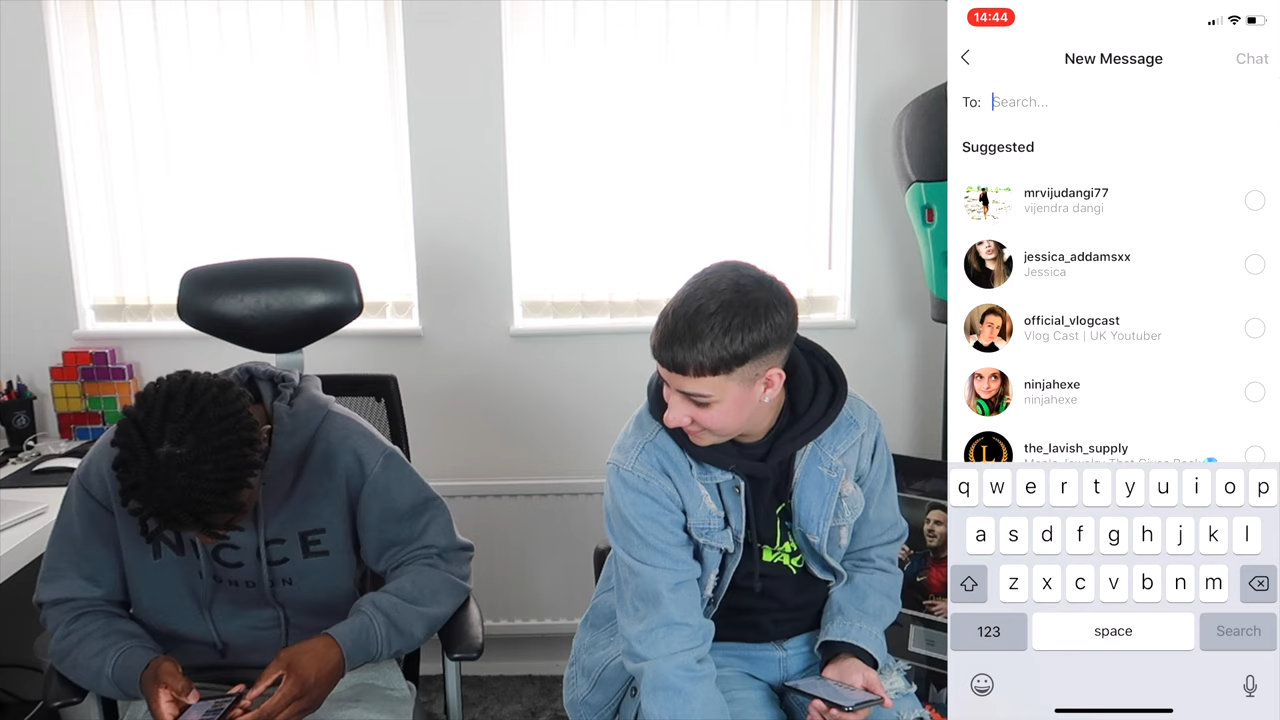 NICCE
LONDON
14:44
New Message
Chat
To: Search...
Suggested
mrvijudangi77
vijendra dangi
jessica_addamsxx
Jessica
official_vlogcast
Vlog Cast | UK Youtuber
ninjahexe
ninjahexe
L
the_lavish_supply
q w e r t y u i o p
a s d f g h j k l
z x c v b n m
123
space
Search